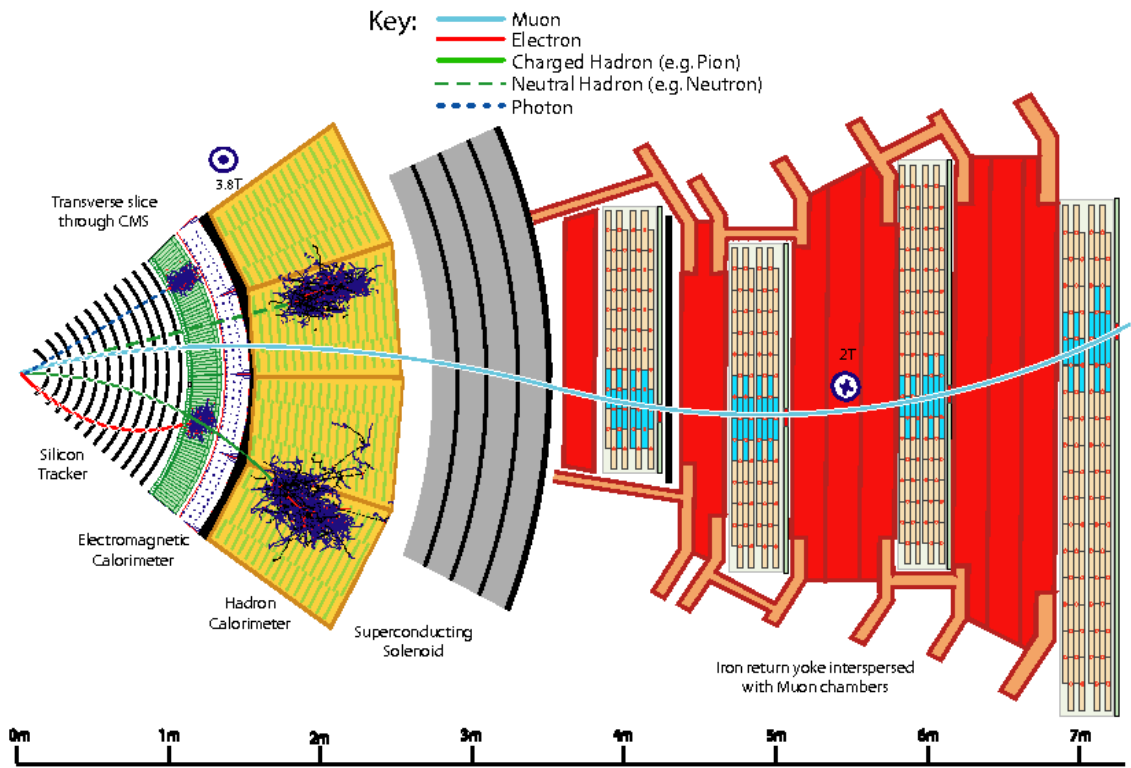 Key:
Muon
Electron
Charged Hadron (e.g. Pion)
Neutral Hadron (e.g. Neutron)
Photon
3.8T
Transverse slice
through CMS
2T
Silicon
Tracker
Electromagnetic
Calorimeter
Hadron
Calorimeter
Superconducting
Solenoid
Iron return yoke interspersed
with Muon chambers
0m 1m 2m 3m 4m 5m 6m 7m